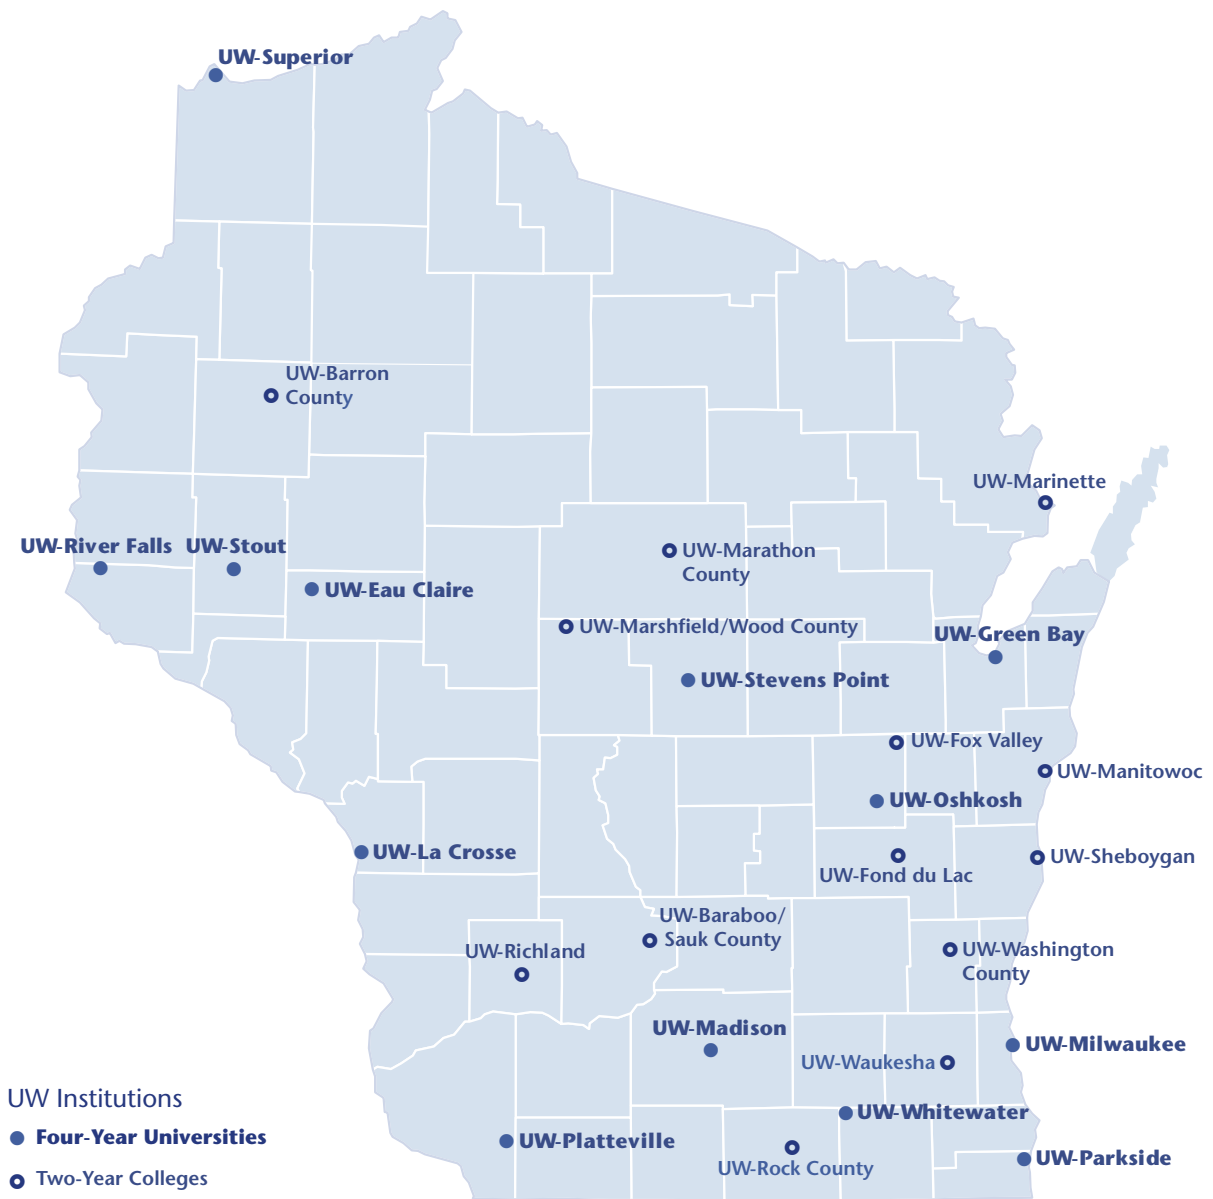 UW-Superior
UW-Barron
County
UW-Marinette
UW-River Falls
UW-Stout
UW-Marathon
County
UW-Eau Claire
UW-Marshfield/Wood County
UW-Green Bay
UW-Stevens Point
UW-Fox Valley
UW-Manitowoc
UW-Oshkosh
UW-La Crosse
UW-Sheboygan
UW-Fond du Lac
UW-Baraboo/
Sauk County
UW-Richland
UW-Washington
County
UW-Madison
UW-Milwaukee
UW-Waukesha
UW-Whitewater
UW-Platteville
UW-Rock County
UW-Parkside
UW Institutions
Four-Year Universities
Two-Year Colleges